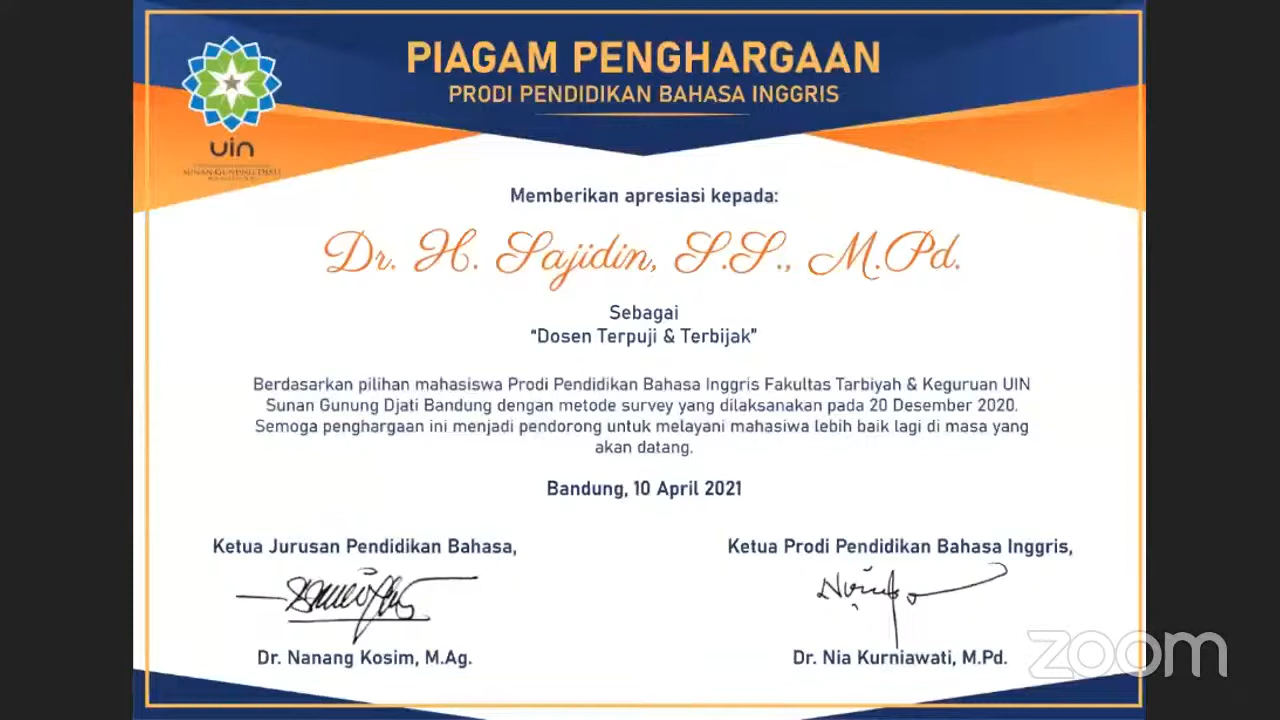 PIAGAM PENGHARGAAN
PRODI PENDIDIKAN BAHASA INGGRIS
uin
SUNAN GUNUNG DJATI
Memberikan apresiasi kepada:
Dr. H. Sajidin, S.S., M.Pd.
Sebagai
"Dosen Terpuji & Terbijak"
Berdasarkan pilihan mahasiswa Prodi Pendidikan Bahasa Inggris Fakultas Tarbiyah & Keguruan UIN
Sunan Gunung Djati Bandung dengan metode survey yang dilaksanakan pada 20 Desember 2020.
Semoga penghargaan ini menjadi pendorong untuk melayani mahasiwa lebih baik lagi di masa yang
akan datang.
Bandung, 10 April 2021
Ketua Jurusan Pendidikan Bahasa,
Ketua Prodi Pendidikan Bahasa Inggris,
Dr. Nanang Kosim, M.Ag.
Dr. Nia Kurniawati, M.Pd.
zoom